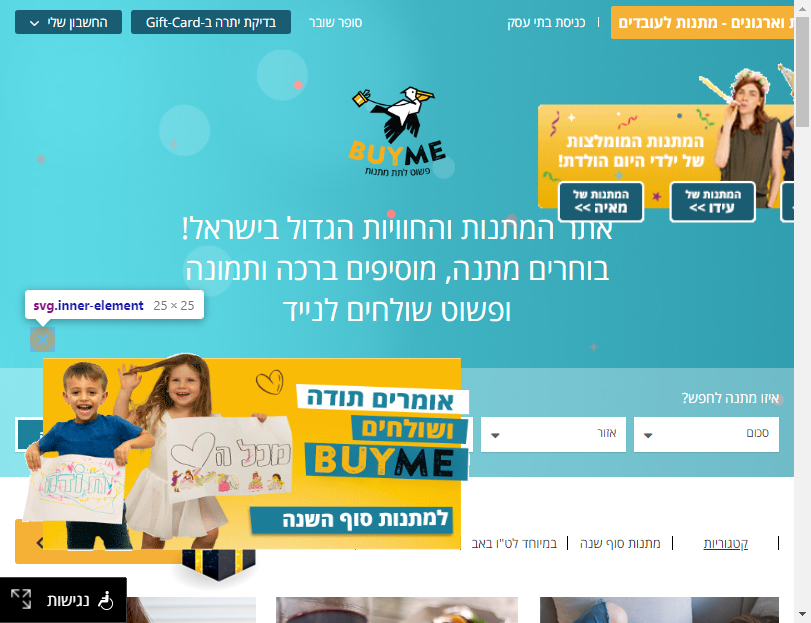 ת וארגונים - מתנות לעובדים
כניסת בתי עסק
סופר שובר
בדיקת יתרה ב-Gift-Card
החשבון שלי
BUYME
פשוט לתת מתנות
המתנות המומלצות
של ילדי היום הולדת!
המתנות של
עידו >>
המתנות של
מאיה >>
אתר המתנות והחוויות הגדול בישראל!
בוחרים מתנה, מוסיפים ברכה ותמונה
ופשוט שולחים לנייד
svg.inner-element 25 × 25
איזו מתנה לחפש?
סכום
אזור
אומרים תודה
ושולחים
BUYME
למתנות סוף השנה
מכל ה
תודה
קטגוריות
מתנות סוף שנה
במיוחד לט"ו באב
נגישות